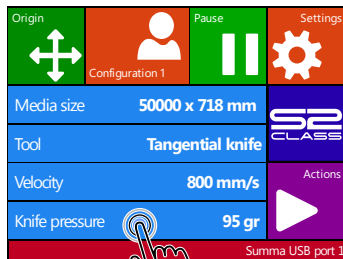 Origin
Configuration 1
Pause
Settings
Media size 50000 x 718 mm
Tool Tangential knife
Velocity 800 mm/s
Knife pressure 95 gr
S2
CLASS
Actions
Summa USB port 1